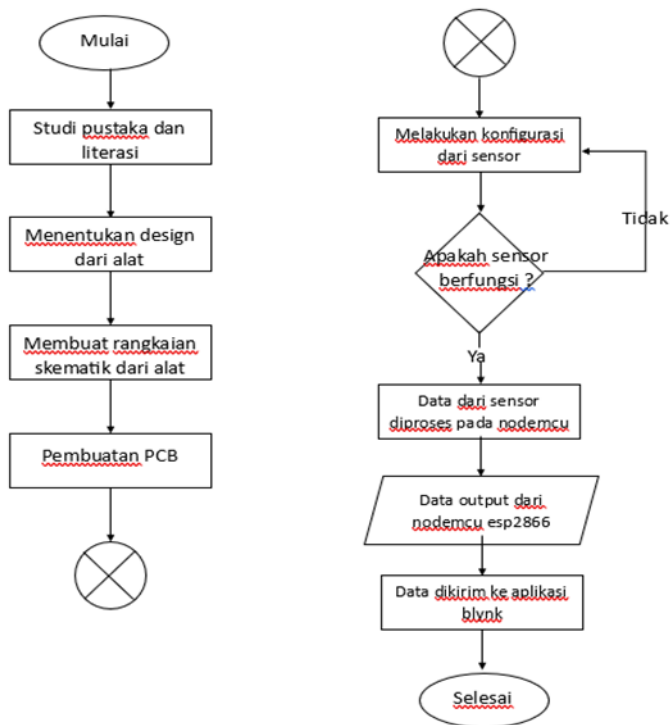 Mulai
Studi pustaka dan
literasi
Menentukan design
dari alat
Membuat rangkaian
skematik dari alat
Pembuatan PCB
Melakukan konfigurasi
dari sensor
Apakah sensor
berfungsi ?
Tidak
Ya
Data dari sensor
diproses pada nodemcu
Data output dari
nodemcu esp2866
Data dikirim ke aplikasi
blynk
Selesai